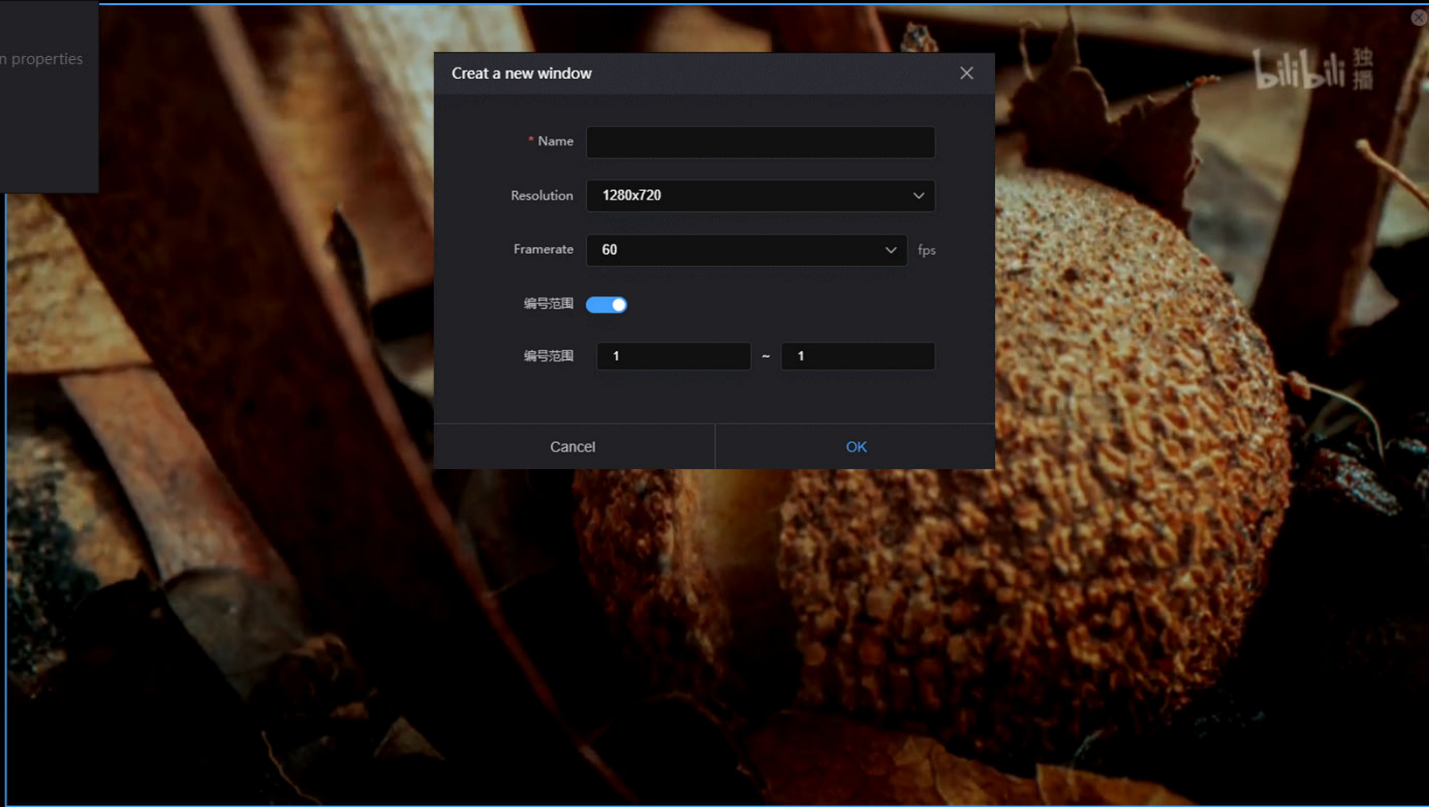 n properties
bilibili 独播
Creat a new window
* Name
Resolution 1280x720
Framerate 60 fps
编号范围
编号范围 1 ~ 1
Cancel OK